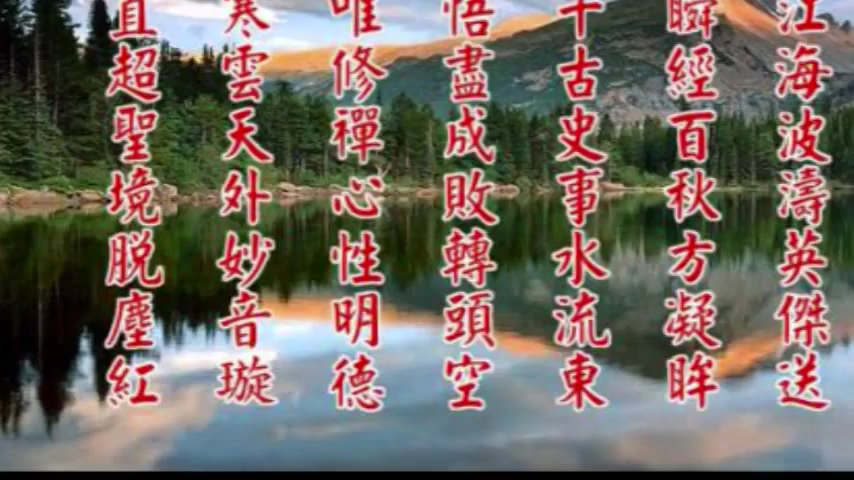 江海波濤英傑送
瞬經百秋方凝眸
千古史事水流東
悟盡成敗轉頭空
唯修禪心性明德
寒雲天外妙音璇
直超聖境脱塵紅